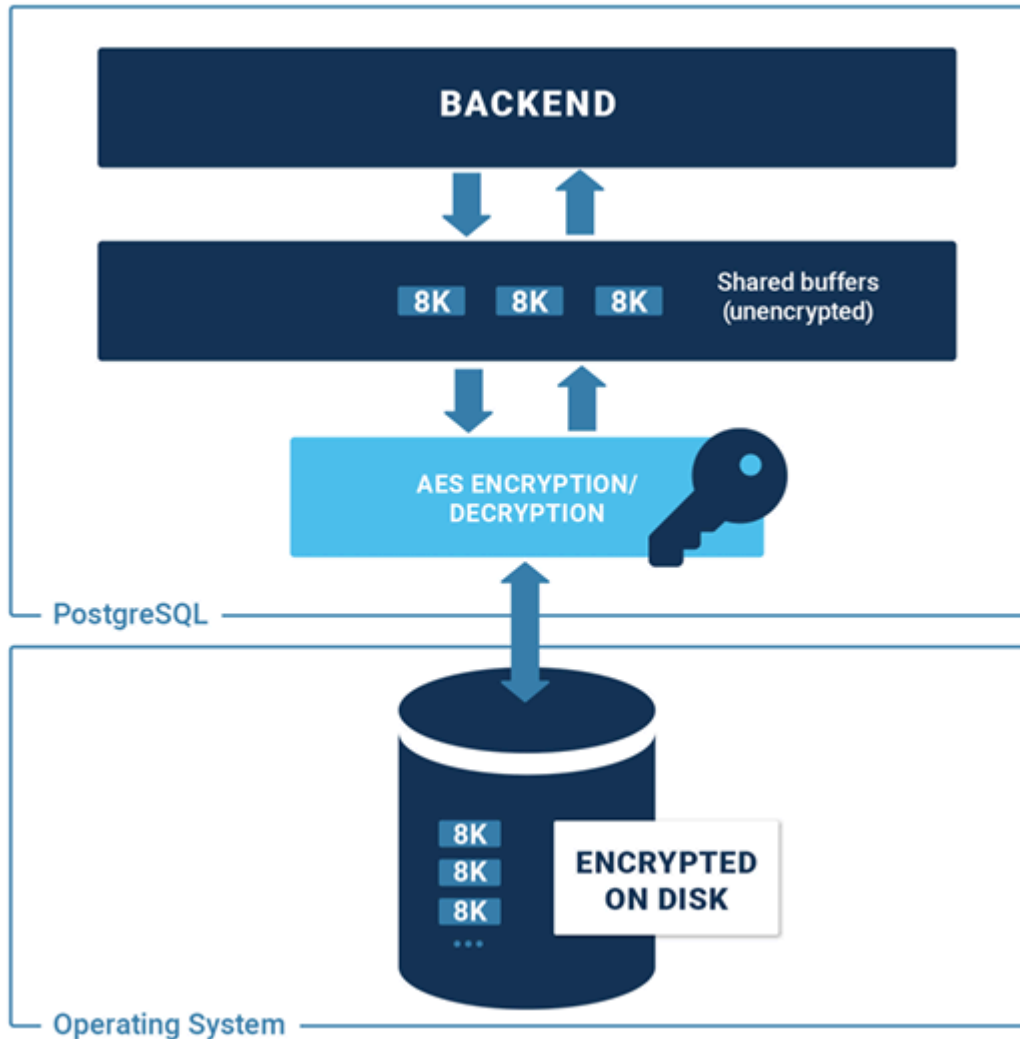 BACKEND
8K 8K 8K
Shared buffers
(unencrypted)
AES ENCRYPTION/
DECRYPTION
PostgreSQL
8K
8K
8K
...
ENCRYPTED
ON DISK
Operating System